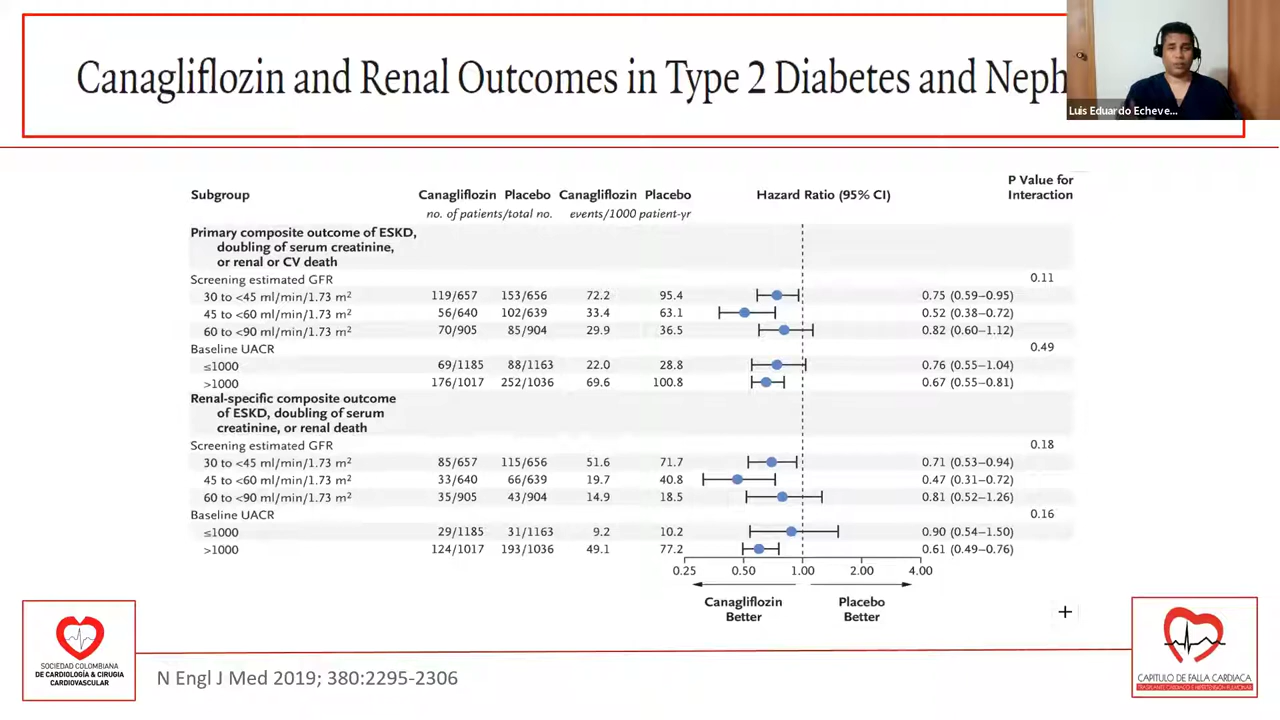 Canagliflozin and Renal Outcomes in Type 2 Diabetes and Neph
Luis Eduardo Echeve...
Subgroup Canagliflozin Placebo Canagliflozin Placebo Hazard Ratio (95% CI) P Value for Interaction
no. of patients/total no. events/1000 patient-yr
Primary composite outcome of ESKD,
doubling of serum creatinine,
or renal or CV death
Screening estimated GFR 0.11
30 to <45 ml/min/1.73 m² 119/657 153/656 72.2 95.4 0.75 (0.59–0.95)
45 to <60 ml/min/1.73 m² 56/640 102/639 33.4 63.1 0.52 (0.38–0.72)
60 to <90 ml/min/1.73 m² 70/905 85/904 29.9 36.5 0.82 (0.60–1.12)
Baseline UACR 0.49
≤1000 69/1185 88/1163 22.0 28.8 0.76 (0.55–1.04)
>1000 176/1017 252/1036 69.6 100.8 0.67 (0.55–0.81)
Renal-specific composite outcome
of ESKD, doubling of serum
creatinine, or renal death
Screening estimated GFR 0.18
30 to <45 ml/min/1.73 m² 85/657 115/656 51.6 71.7 0.71 (0.53–0.94)
45 to <60 ml/min/1.73 m² 33/640 66/639 19.7 40.8 0.47 (0.31–0.72)
60 to <90 ml/min/1.73 m² 35/905 43/904 14.9 18.5 0.81 (0.52–1.26)
Baseline UACR 0.16
≤1000 29/1185 31/1163 9.2 10.2 0.90 (0.54–1.50)
>1000 124/1017 193/1036 49.1 77.2 0.61 (0.49–0.76)
0.25 0.50 1.00 2.00 4.00
Canagliflozin Better Placebo Better
SOCIEDAD COLOMBIANA
DE CARDIOLOGÍA & CIRUGIA
CARDIOVASCULAR
N Engl J Med 2019; 380:2295-2306
CAPITULO DE FALLA CARDIACA
TRASPLANTE CARDIACO E HIPERTENSION PULMONAR